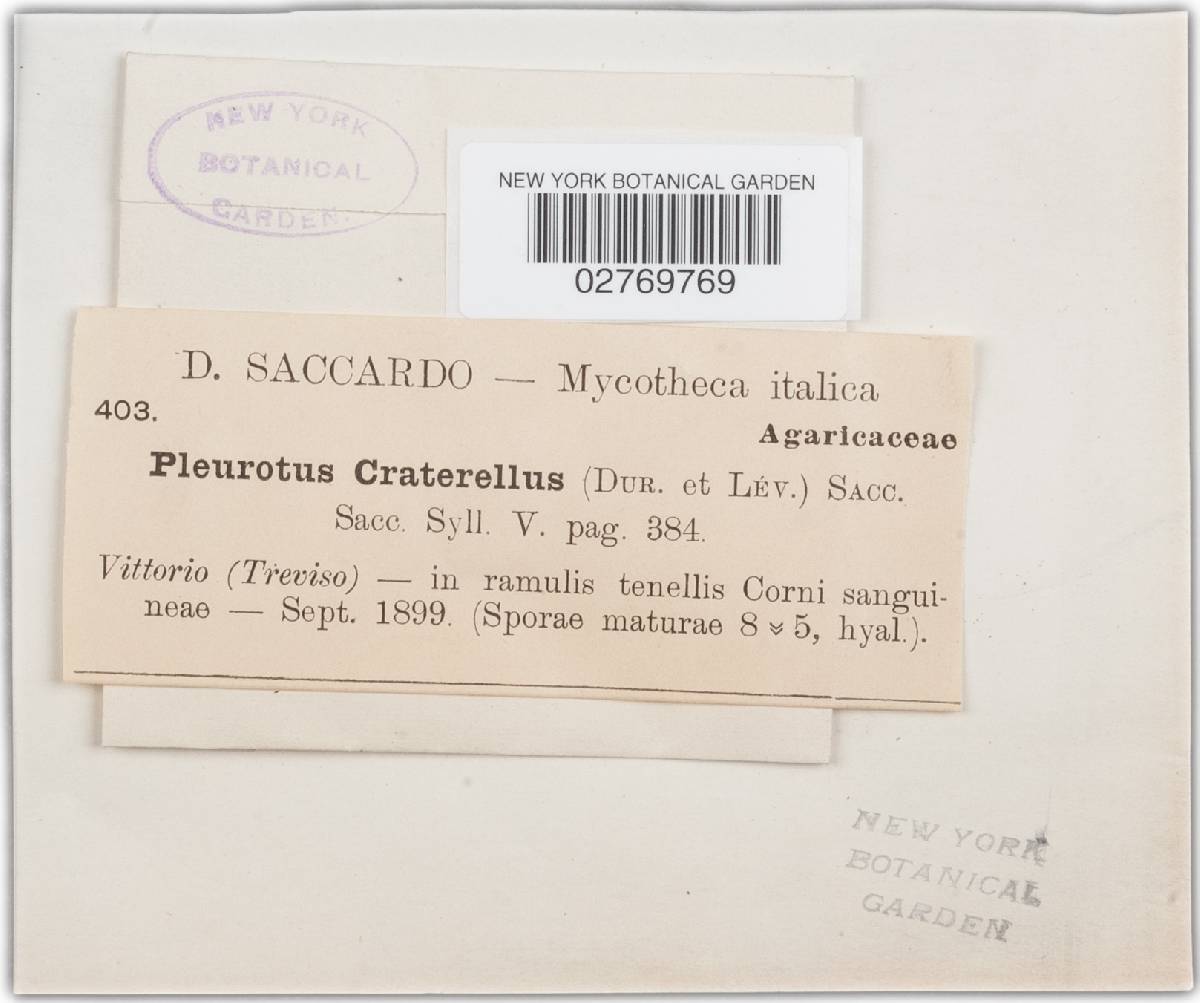 NEW YORK
BOTANICAL
GARDEN.
NEW YORK BOTANICAL GARDEN
02769769
D. SACCARDO — Mycotheca italica
403.
Agaricaceae
Pleurotus Craterellus (DUR. et LÉV.) SACC.
Sacc. Syll. V. pag. 384.
Vittorio (Treviso) — in ramulis tenellis Corni sangui-
neae — Sept. 1899. (Sporae maturae 8 ⩔ 5, hyal.).
NEW YORK
BOTANICAL
GARDEN